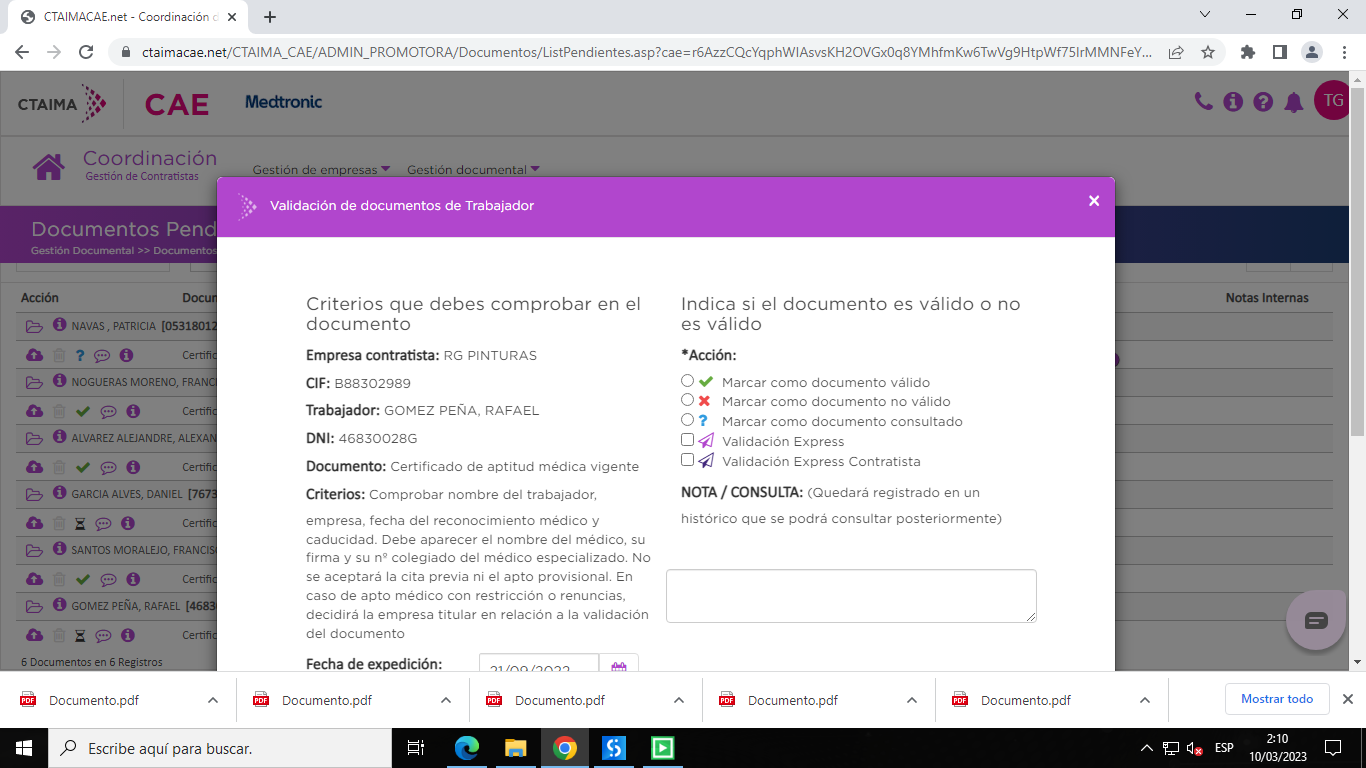 CTAIMACAE.net - Coordinación d
ctaimacae.net/CTAIMA_CAE/ADMIN_PROMOTORA/Documentos/ListPendientes.asp?cae=r6AzzCQcYqphWIAsvsKH2OVGx0q8YMhfmKw6TwVg9HtpWf75IrMMNFeY...
CTAIMA
CAE
Medtronic
TG
Coordinación
Gestión de Contratistas
Gestión de empresas
Gestión documental
Documentos Pend
Gestión Documental >> Documentos
Validación de documentos de Trabajador
×
Acción
Docum
Notas Internas
NAVAS , PATRICIA [05318012
Certific
NOGUERAS MORENO, FRANCI
Certific
ALVAREZ ALEJANDRE, ALEXAN
Certific
GARCIA ALVES, DANIEL [7673
Certific
SANTOS MORALEJO, FRANCISC
Certific
GOMEZ PEÑA, RAFAEL [4683
Certific
6 Documentos en 6 Registros
Criterios que debes comprobar en el
documento
Empresa contratista: RG PINTURAS
CIF: B88302989
Trabajador: GOMEZ PEÑA, RAFAEL
DNI: 46830028G
Documento: Certificado de aptitud médica vigente
Criterios: Comprobar nombre del trabajador,
empresa, fecha del reconocimiento médico y
caducidad. Debe aparecer el nombre del médico, su
firma y su nº colegiado del médico especializado. No
se aceptará la cita previa ni el apto provisional. En
caso de apto médico con restricción o renuncias,
decidirá la empresa titular en relación a la validación
del documento
Fecha de expedición:
21/09/2022
Indica si el documento es válido o no
es válido
*Acción:
Marcar como documento válido
Marcar como documento no válido
? Marcar como documento consultado
Validación Express
Validación Express Contratista
NOTA / CONSULTA: (Quedará registrado en un
histórico que se podrá consultar posteriormente)
Documento.pdf
Documento.pdf
Documento.pdf
Documento.pdf
Documento.pdf
Mostrar todo
Escribe aquí para buscar.
ESP
2:10
10/03/2023